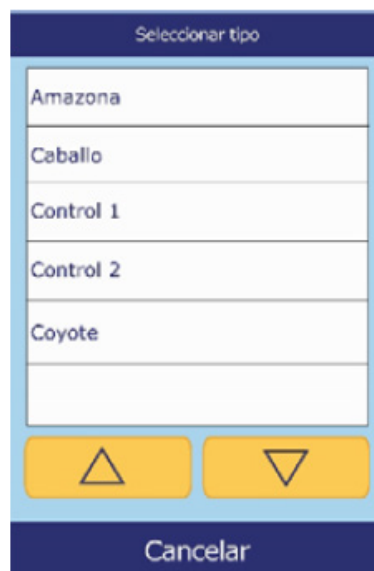 Seleccionar tipo
Amazona
Caballo
Control 1
Control 2
Coyote
Cancelar